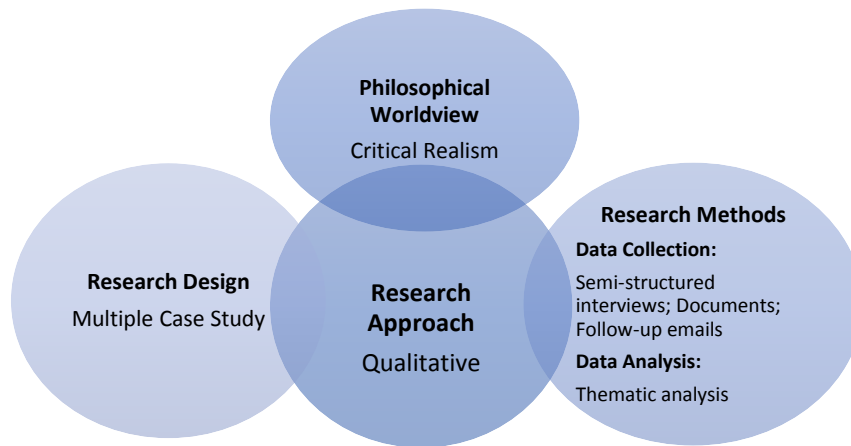 Philosophical
Worldview
Critical Realism
Research Design
Multiple Case Study
Research
Approach
Qualitative
Research Methods
Data Collection:
Semi-structured
interviews; Documents;
Follow-up emails
Data Analysis:
Thematic analysis